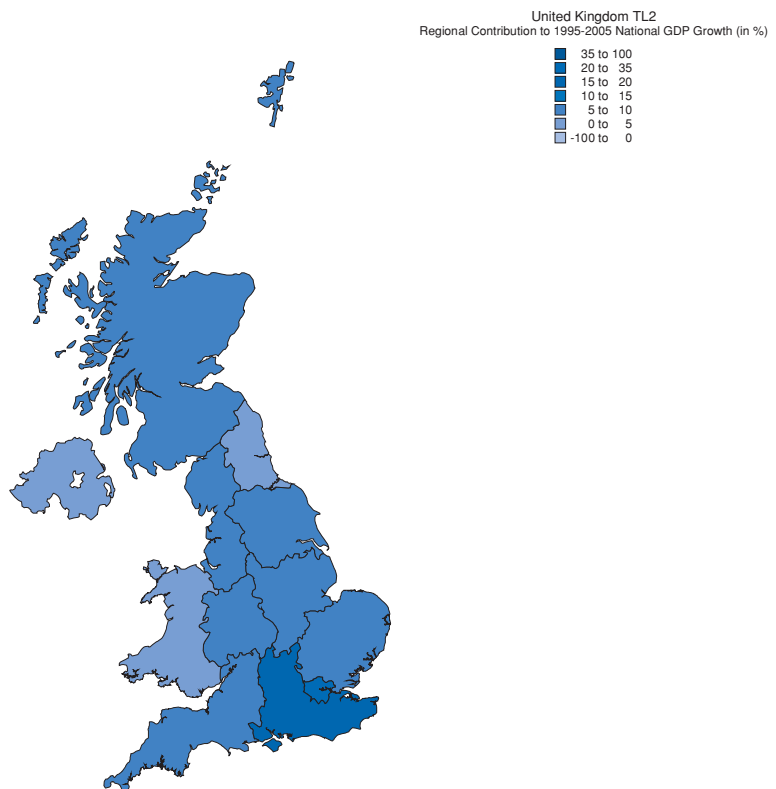 United Kingdom TL2
Regional Contribution to 1995-2005 National GDP Growth (in %)
35 to 100
20 to 35
15 to 20
10 to 15
5 to 10
0 to 5
-100 to 0